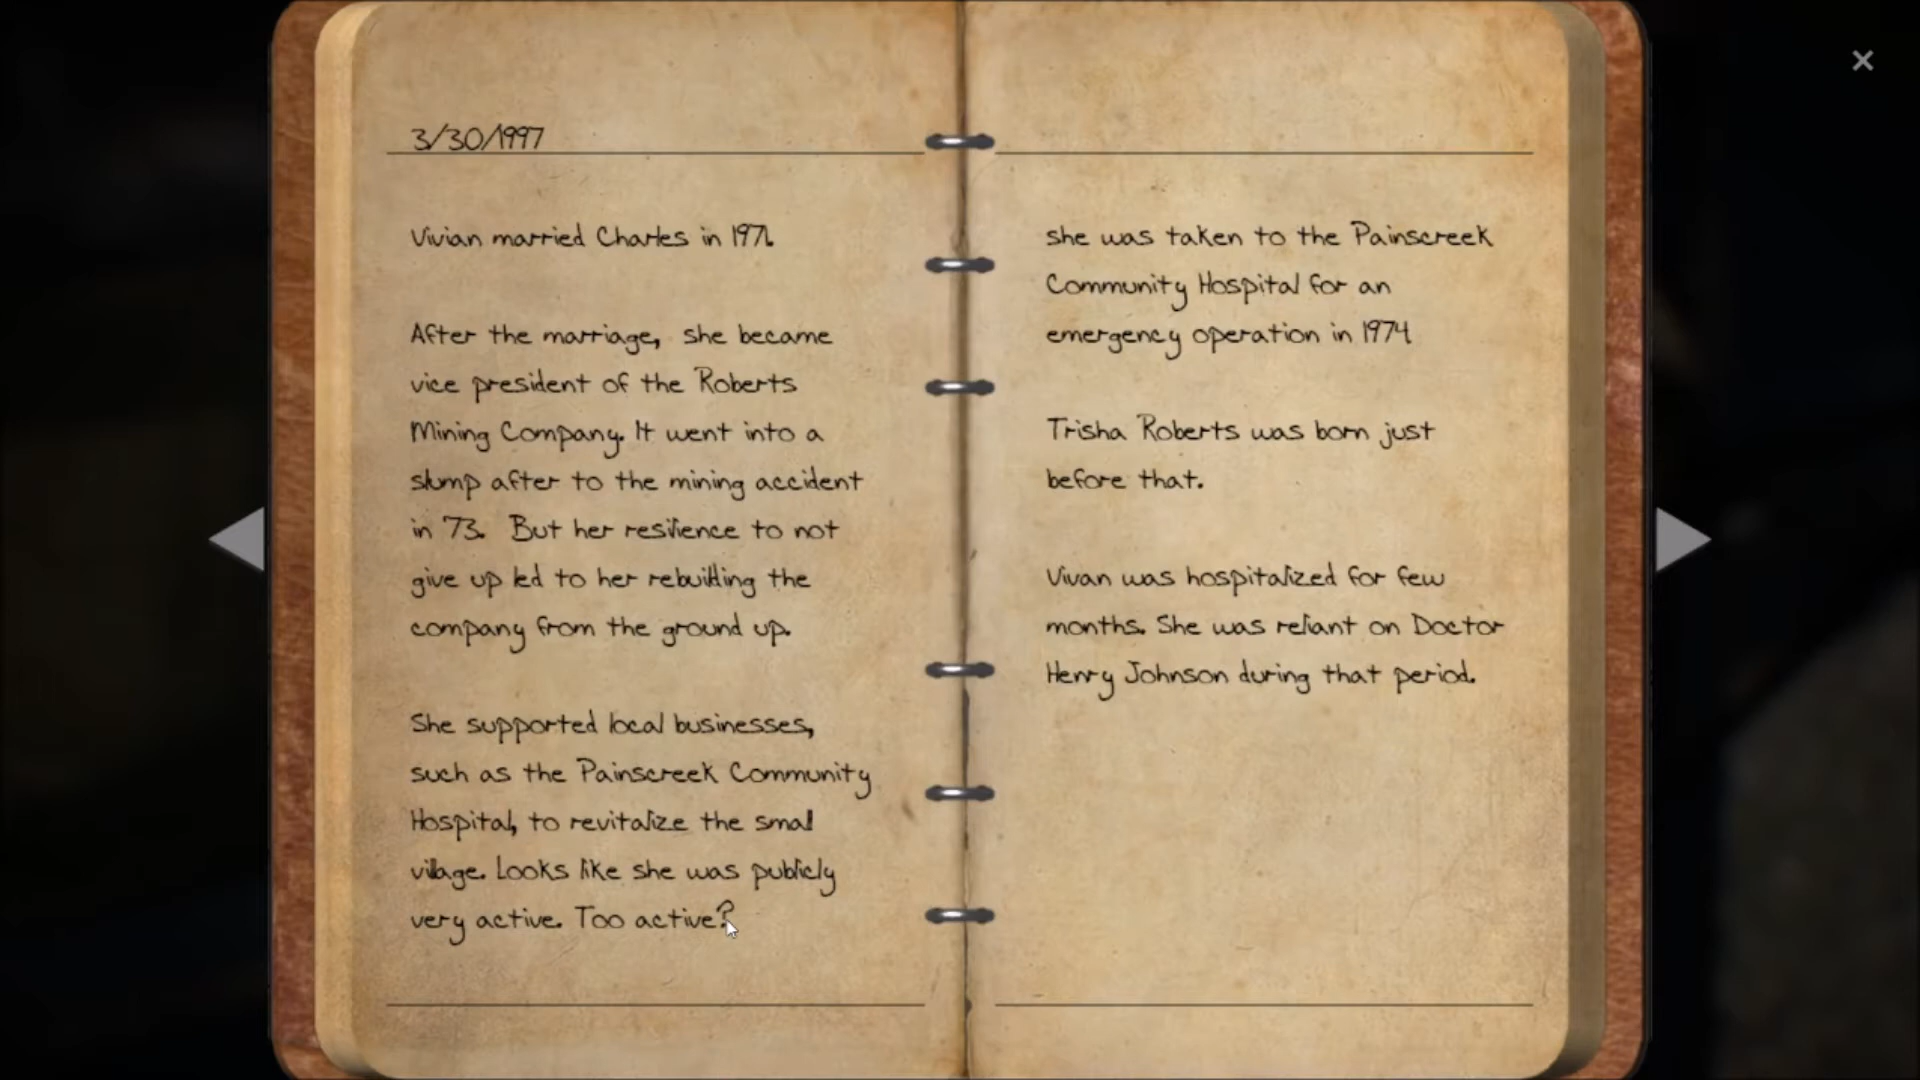 3/30/1997
Vivian married Charles in 1971.
After the marriage, she became
vice president of the Roberts
Mining Company. It went into a
slump after to the mining accident
in '73. But her resilience to not
give up led to her rebuilding the
company from the ground up.
She supported local businesses,
such as the Painscreek Community
Hospital, to revitalize the small
village. Looks like she was publicly
very active. Too active?
she was taken to the Painscreek
Community Hospital for an
emergency operation in 1974
Trisha Roberts was born just
before that.
Vivan was hospitalized for few
months. She was reliant on Doctor
Henry Johnson during that period.